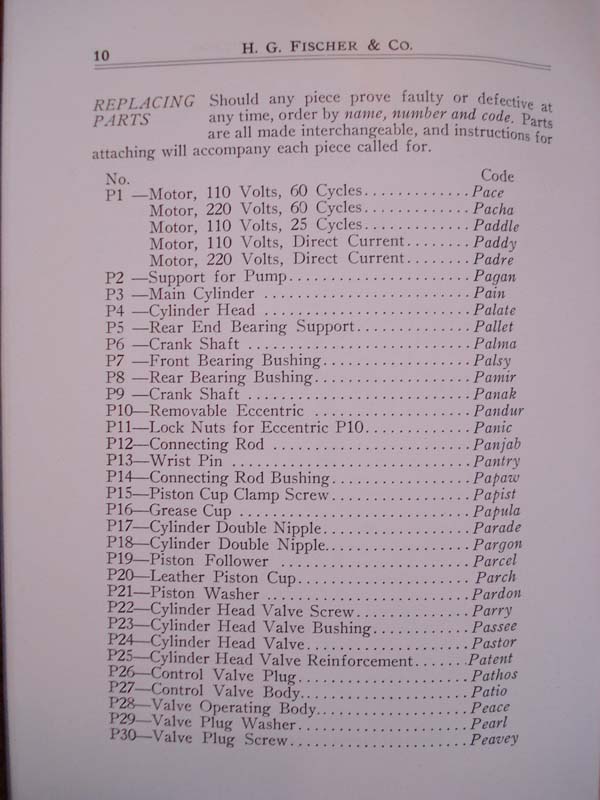 10
H. G. FISCHER & CO.
REPLACING Should any piece prove faulty or defective at
PARTS any time, order by name, number and code. Parts
are all made interchangeable, and instructions for
attaching will accompany each piece called for.
No. Code
P1 —Motor, 110 Volts, 60 Cycles.............Pace
Motor, 220 Volts, 60 Cycles.............Pacha
Motor, 110 Volts, 25 Cycles.............Paddle
Motor, 110 Volts, Direct Current........Paddy
Motor, 220 Volts, Direct Current........Padre
P2 —Support for Pump......................Pagan
P3 —Main Cylinder .........................Pain
P4 —Cylinder Head .........................Palate
P5 —Rear End Bearing Support..............Pallet
P6 —Crank Shaft ...........................Palma
P7 —Front Bearing Bushing..................Palsy
P8 —Rear Bearing Bushing...................Pamir
P9 —Crank Shaft ...........................Panak
P10—Removable Eccentric ...................Pandur
P11—Lock Nuts for Eccentric P10.............Panic
P12—Connecting Rod ........................Panjab
P13—Wrist Pin .............................Pantry
P14—Connecting Rod Bushing.................Papaw
P15—Piston Cup Clamp Screw.................Papist
P16—Grease Cup ............................Papula
P17—Cylinder Double Nipple..................Parade
P18—Cylinder Double Nipple..................Pargon
P19—Piston Follower .......................Parcel
P20—Leather Piston Cup.....................Parch
P21—Piston Washer .........................Pardon
P22—Cylinder Head Valve Screw..............Parry
P23—Cylinder Head Valve Bushing............Passee
P24—Cylinder Head Valve....................Pastor
P25—Cylinder Head Valve Reinforcement.......Patent
P26—Control Valve Plug.....................Pathos
P27—Control Valve Body.....................Patio
P28—Valve Operating Body...................Peace
P29—Valve Plug Washer......................Pearl
P30—Valve Plug Screw.......................Peavey